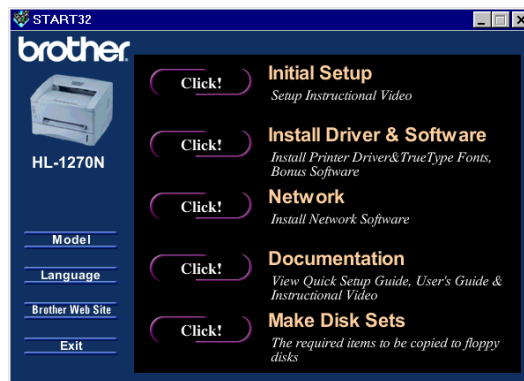 START32
brother
HL-1270N
Model
Language
Brother Web Site
Exit
Click!
Initial Setup
Setup Instructional Video
Click!
Install Driver & Software
Install Printer Driver&TrueType Fonts,
Bonus Software
Click!
Network
Install Network Software
Click!
Documentation
View Quick Setup Guide, User's Guide &
Instructional Video
Click!
Make Disk Sets
The required items to be copied to floppy
disks